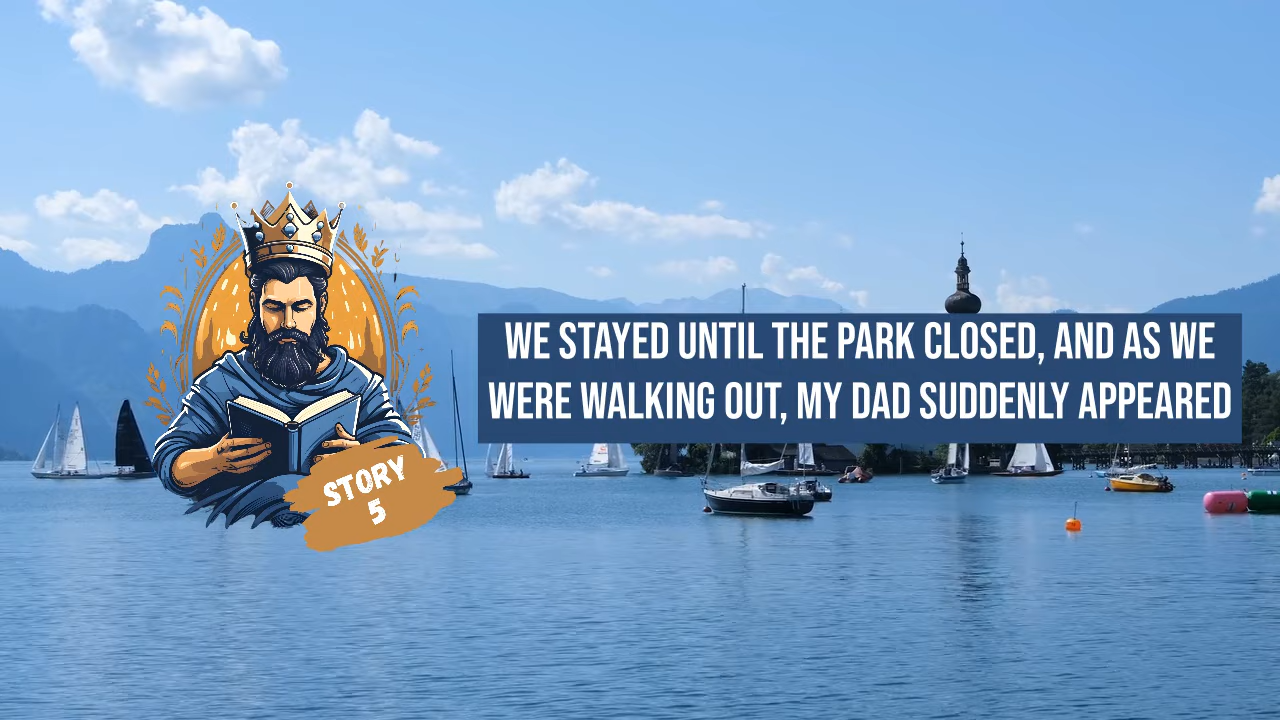 WE STAYED UNTIL THE PARK CLOSED, AND AS WE
WERE WALKING OUT, MY DAD SUDDENLY APPEARED
STORY
5